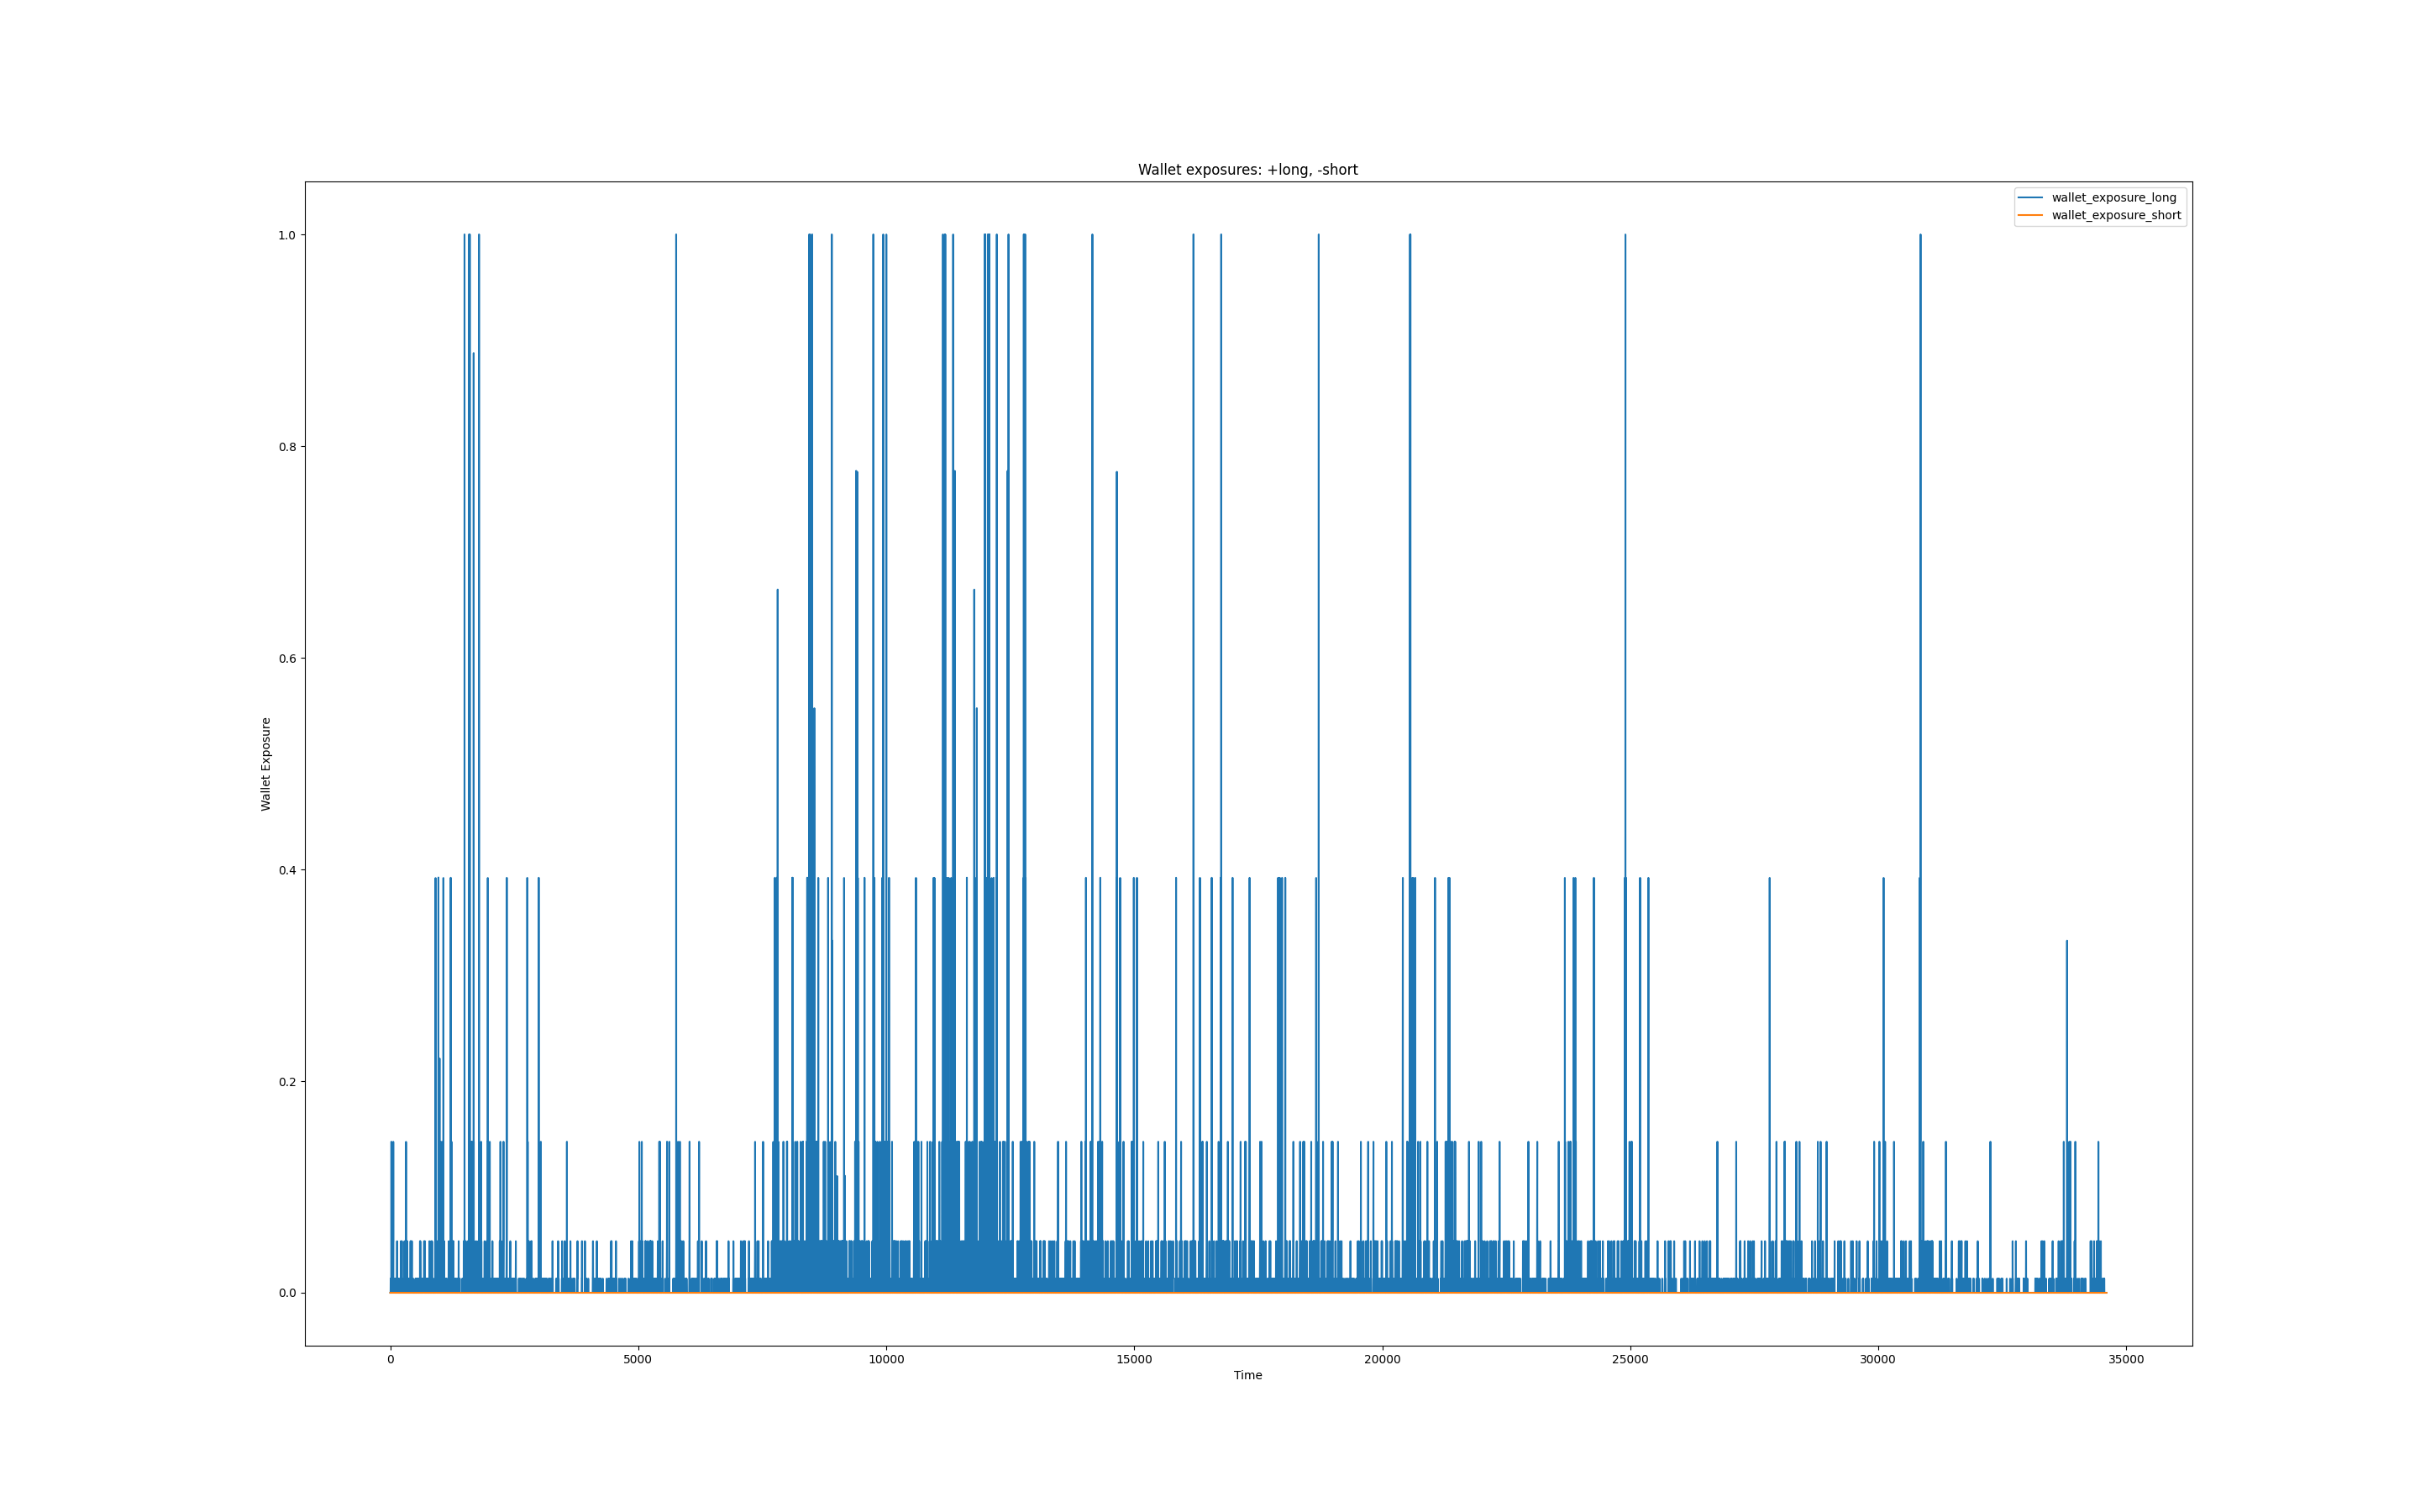 Wallet exposures: +long, -short
wallet_exposure_long
wallet_exposure_short
1.0
0.8
0.6
0.4
0.2
0.0
Wallet Exposure
0 5000 10000 15000 20000 25000 30000 35000
Time